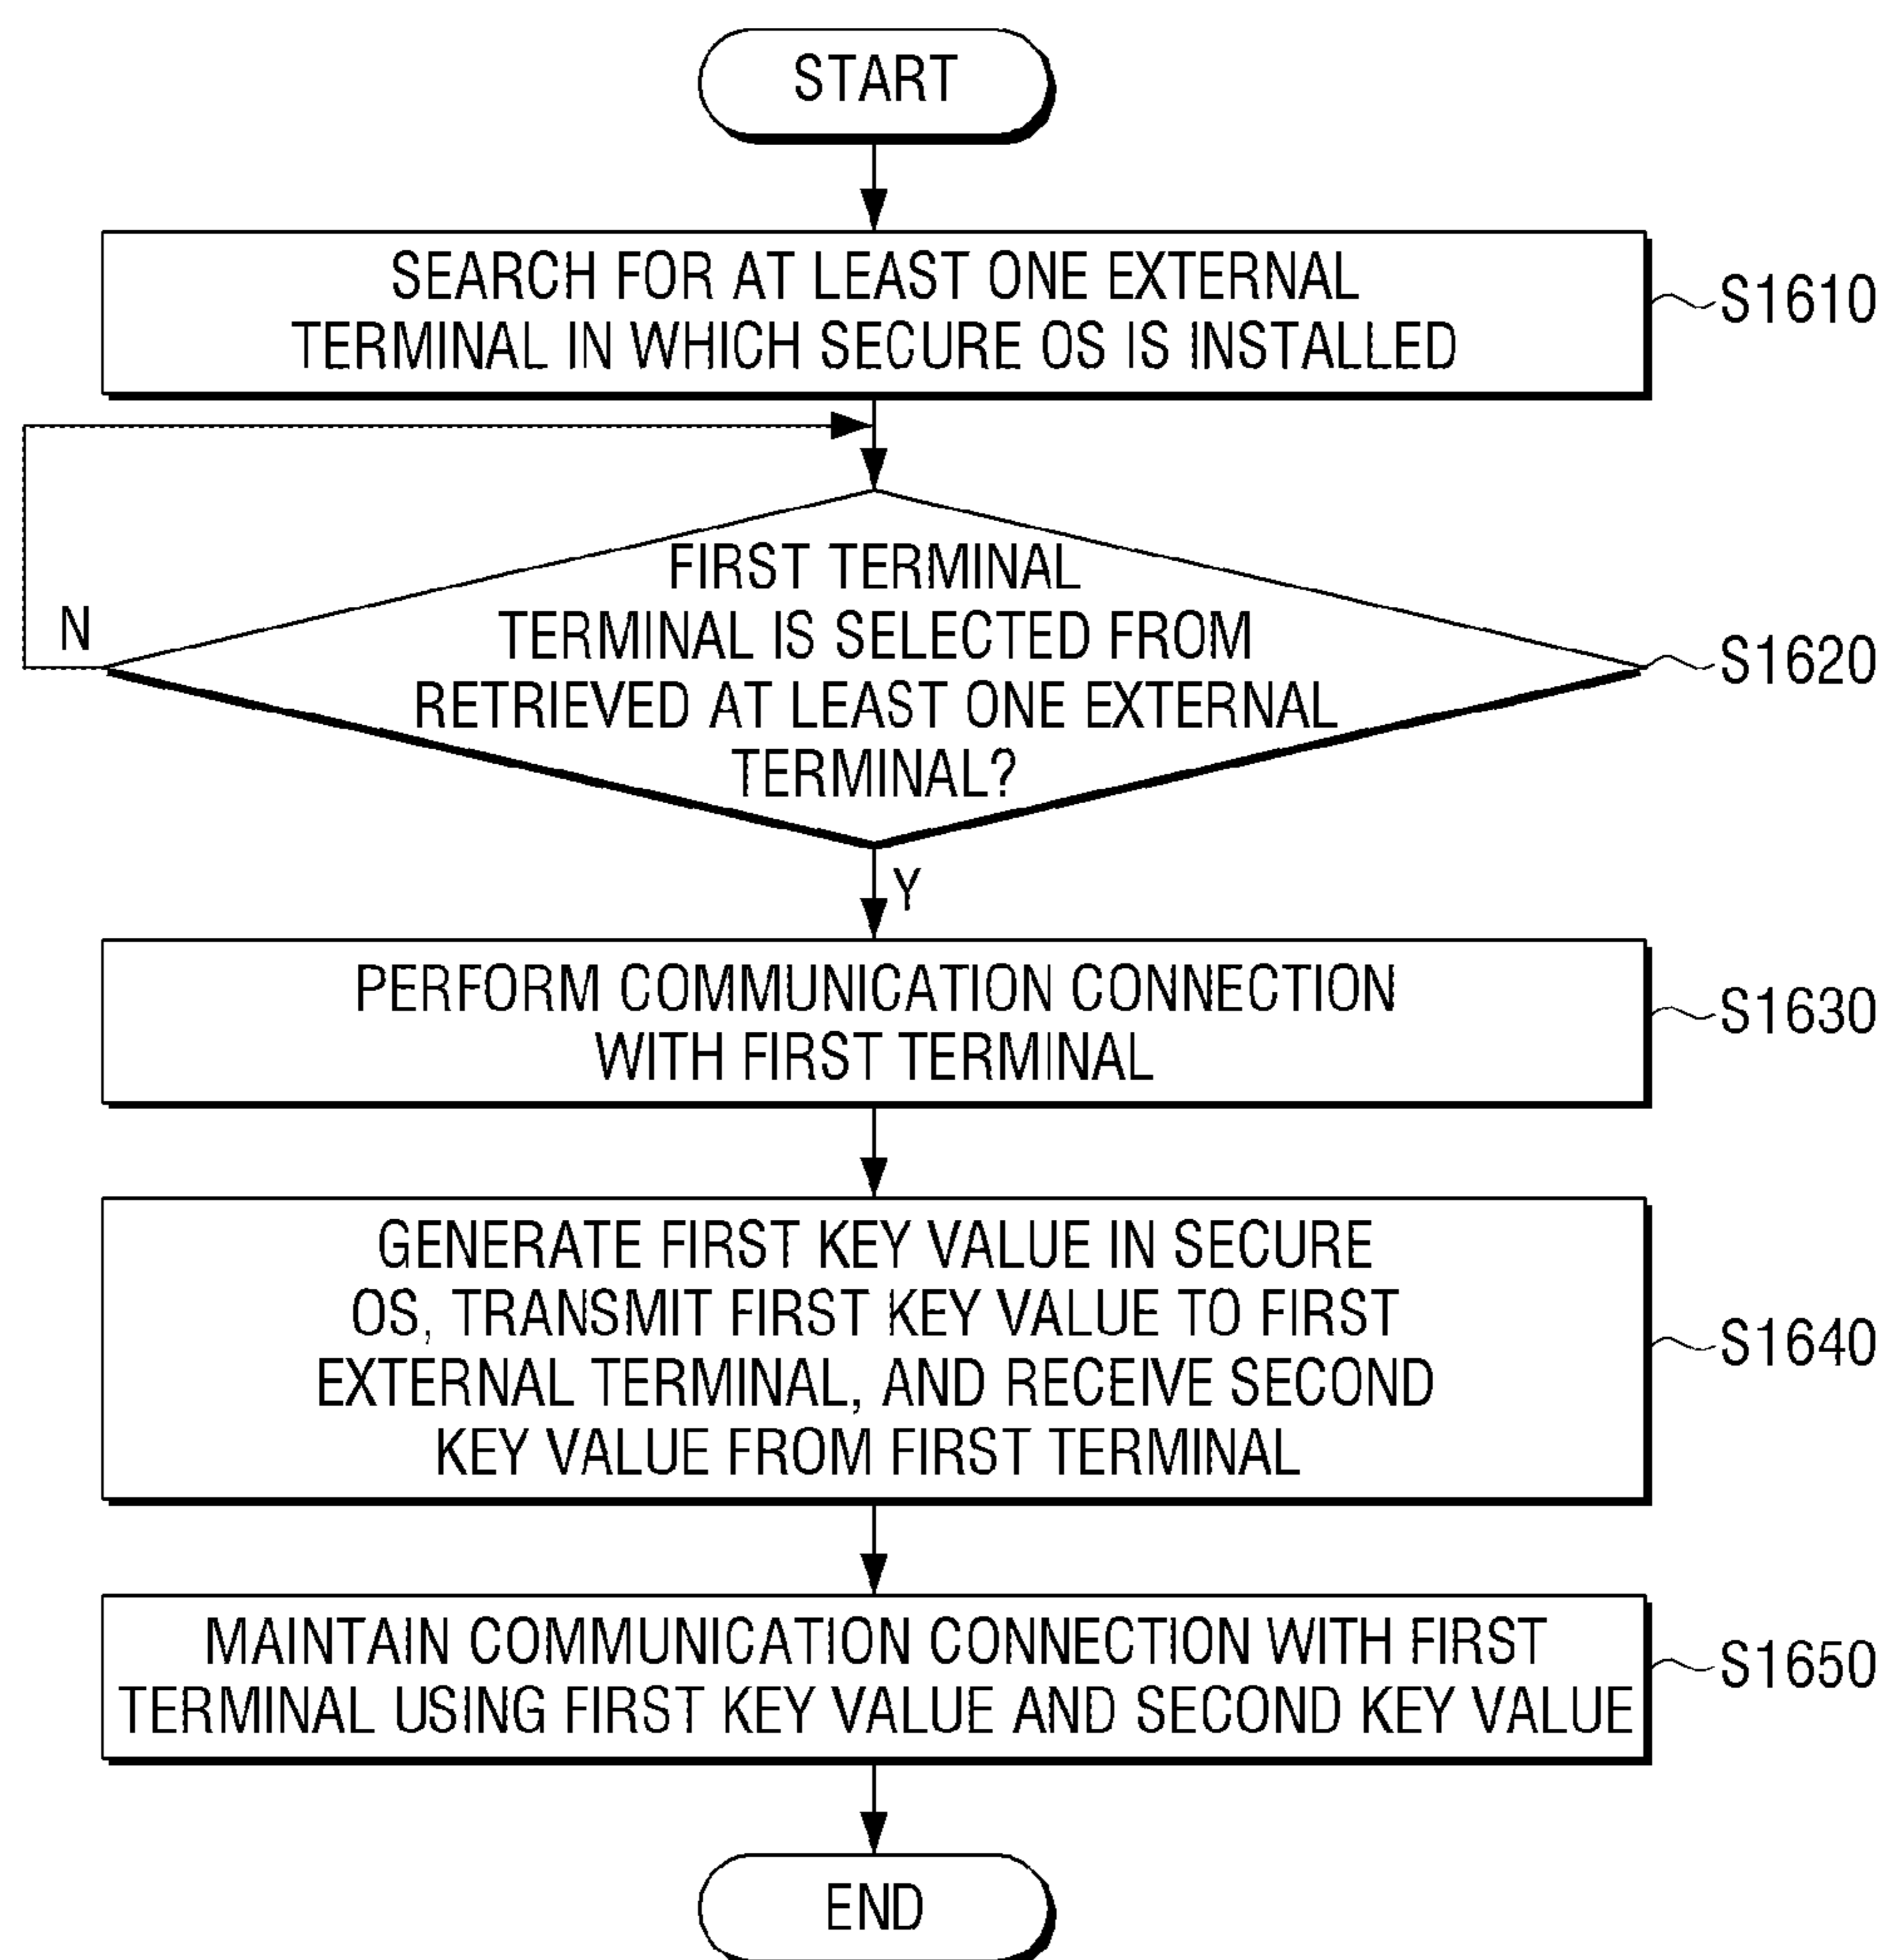 START
SEARCH FOR AT LEAST ONE EXTERNAL
TERMINAL IN WHICH SECURE OS IS INSTALLED
S1610
FIRST TERMINAL
TERMINAL IS SELECTED FROM
RETRIEVED AT LEAST ONE EXTERNAL
TERMINAL?
N
S1620
Y
PERFORM COMMUNICATION CONNECTION
WITH FIRST TERMINAL
S1630
GENERATE FIRST KEY VALUE IN SECURE
OS, TRANSMIT FIRST KEY VALUE TO FIRST
EXTERNAL TERMINAL, AND RECEIVE SECOND
KEY VALUE FROM FIRST TERMINAL
S1640
MAINTAIN COMMUNICATION CONNECTION WITH FIRST
TERMINAL USING FIRST KEY VALUE AND SECOND KEY VALUE
S1650
END